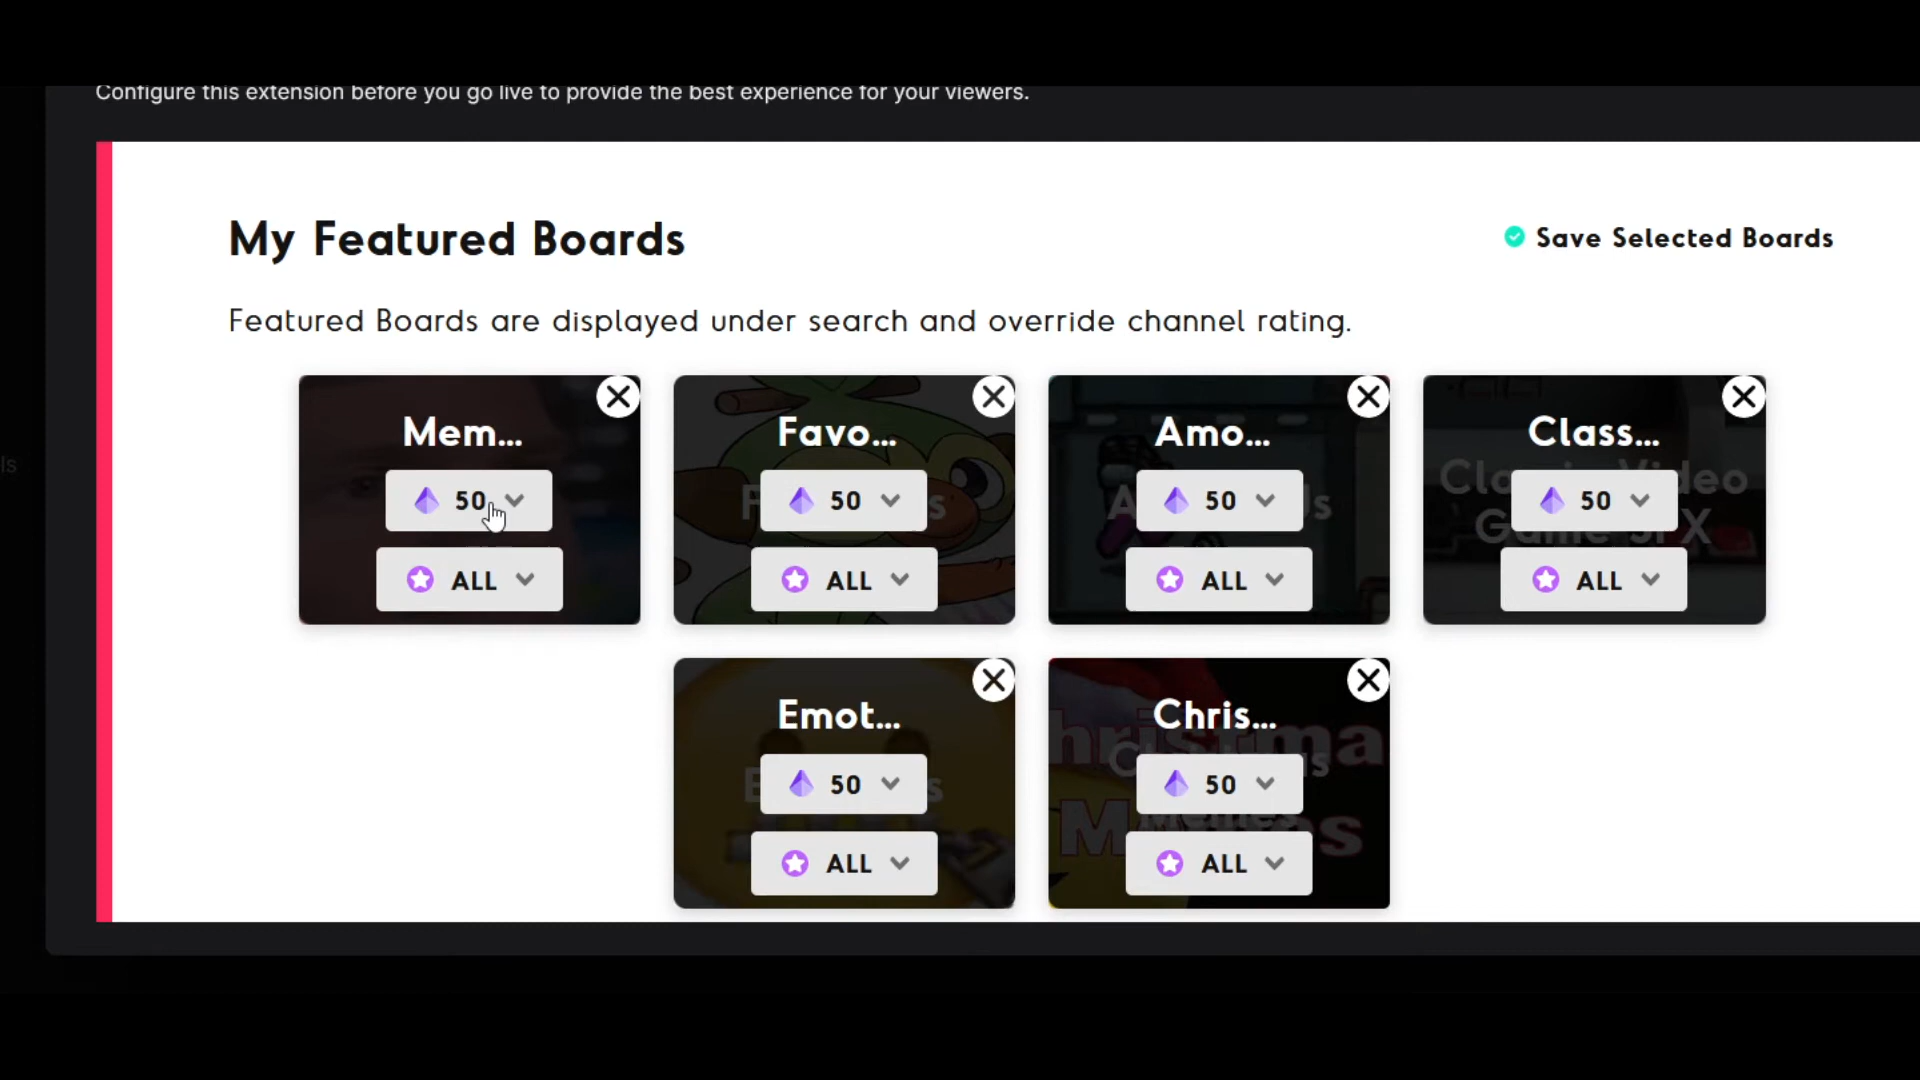 Configure this extension before you go live to provide the best experience for your viewers.
My Featured Boards
Save Selected Boards
Featured Boards are displayed under search and override channel rating.
Mem... Favo... Amo... Class...
50 50 50 50
ALL ALL ALL ALL
Emot... Chris...
50 50
ALL ALL
ls